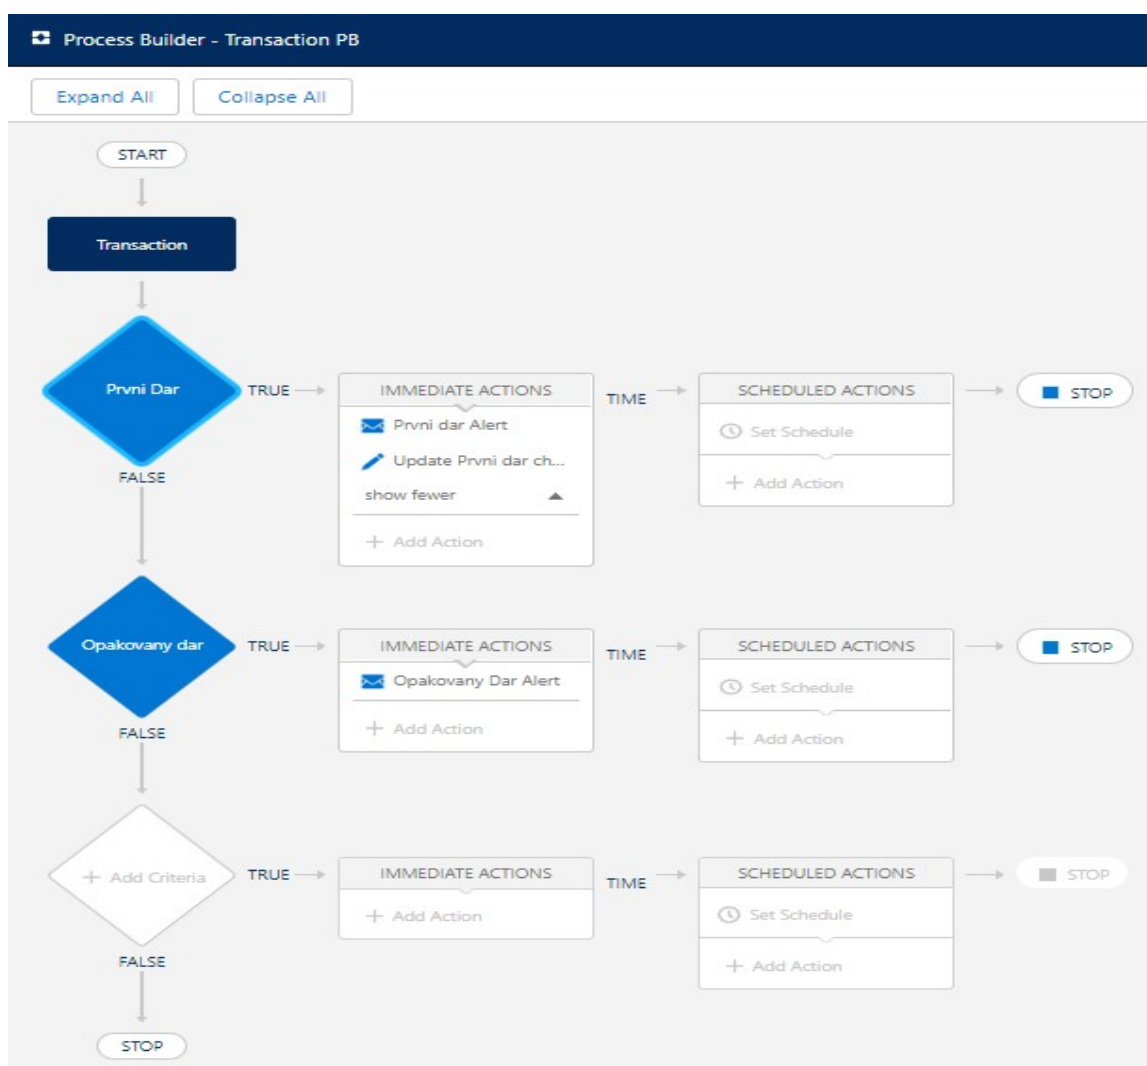 Process Builder - Transaction PB
Expand All
Collapse All
START
Transaction
Prvni Dar
TRUE
IMMEDIATE ACTIONS
Prvni dar Alert
Update Prvni dar ch...
show fewer
+ Add Action
TIME
SCHEDULED ACTIONS
Set Schedule
+ Add Action
STOP
FALSE
Opakovany dar
TRUE
IMMEDIATE ACTIONS
Opakovany Dar Alert
+ Add Action
TIME
SCHEDULED ACTIONS
Set Schedule
+ Add Action
STOP
FALSE
+ Add Criteria
TRUE
IMMEDIATE ACTIONS
+ Add Action
TIME
SCHEDULED ACTIONS
Set Schedule
+ Add Action
STOP
FALSE
STOP